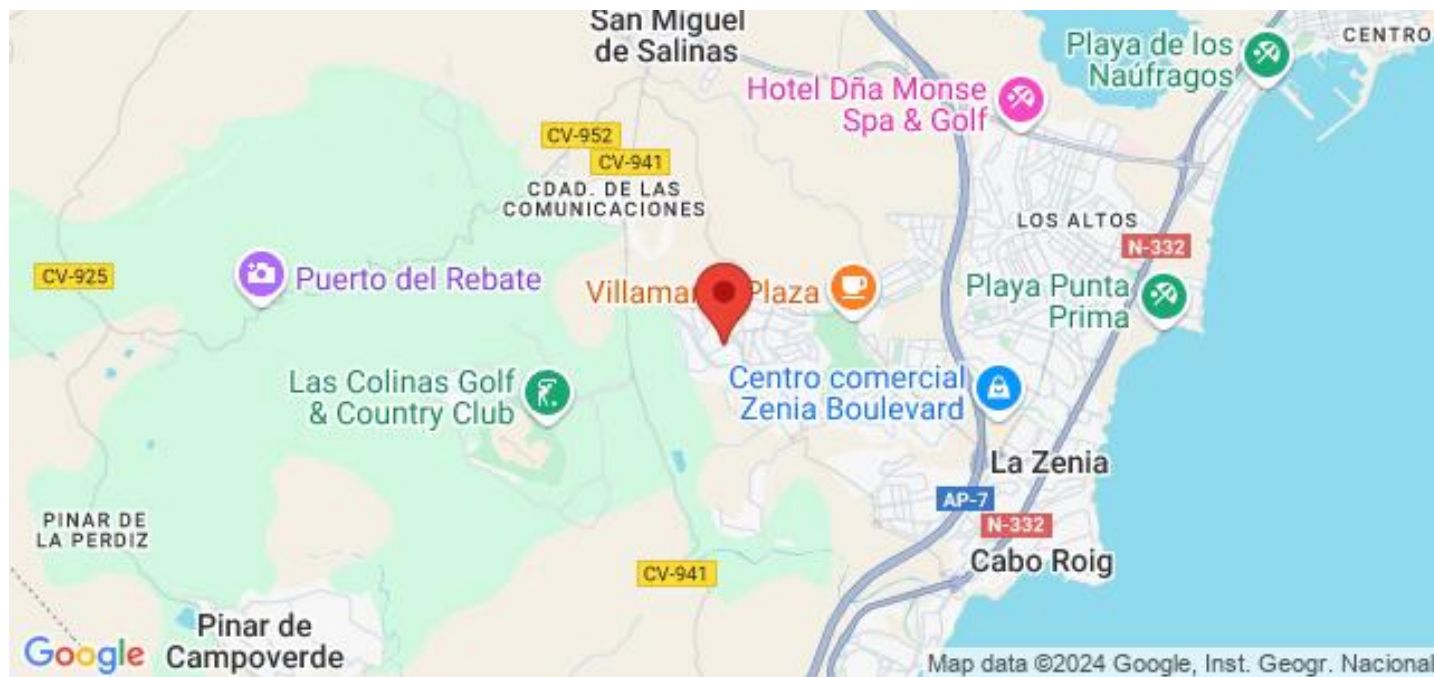 San Miguel
de Salinas
CENTRO
Playa de los
Naúfragos
Hotel Dña Monse
Spa & Golf
CV-952
CV-941
CDAD. DE LAS
COMUNICACIONES
LOS ALTOS
N-332
CV-925
Puerto del Rebate
Plaza
Playa Punta
Prima
Las Colinas Golf
& Country Club
Centro comercial
Zenia Boulevard
La Zenia
AP-7
N-332
PINAR DE
LA PERDIZ
Cabo Roig
CV-941
Pinar de
Campoverde
Google
Map data ©2024 Google, Inst. Geogr. Nacional